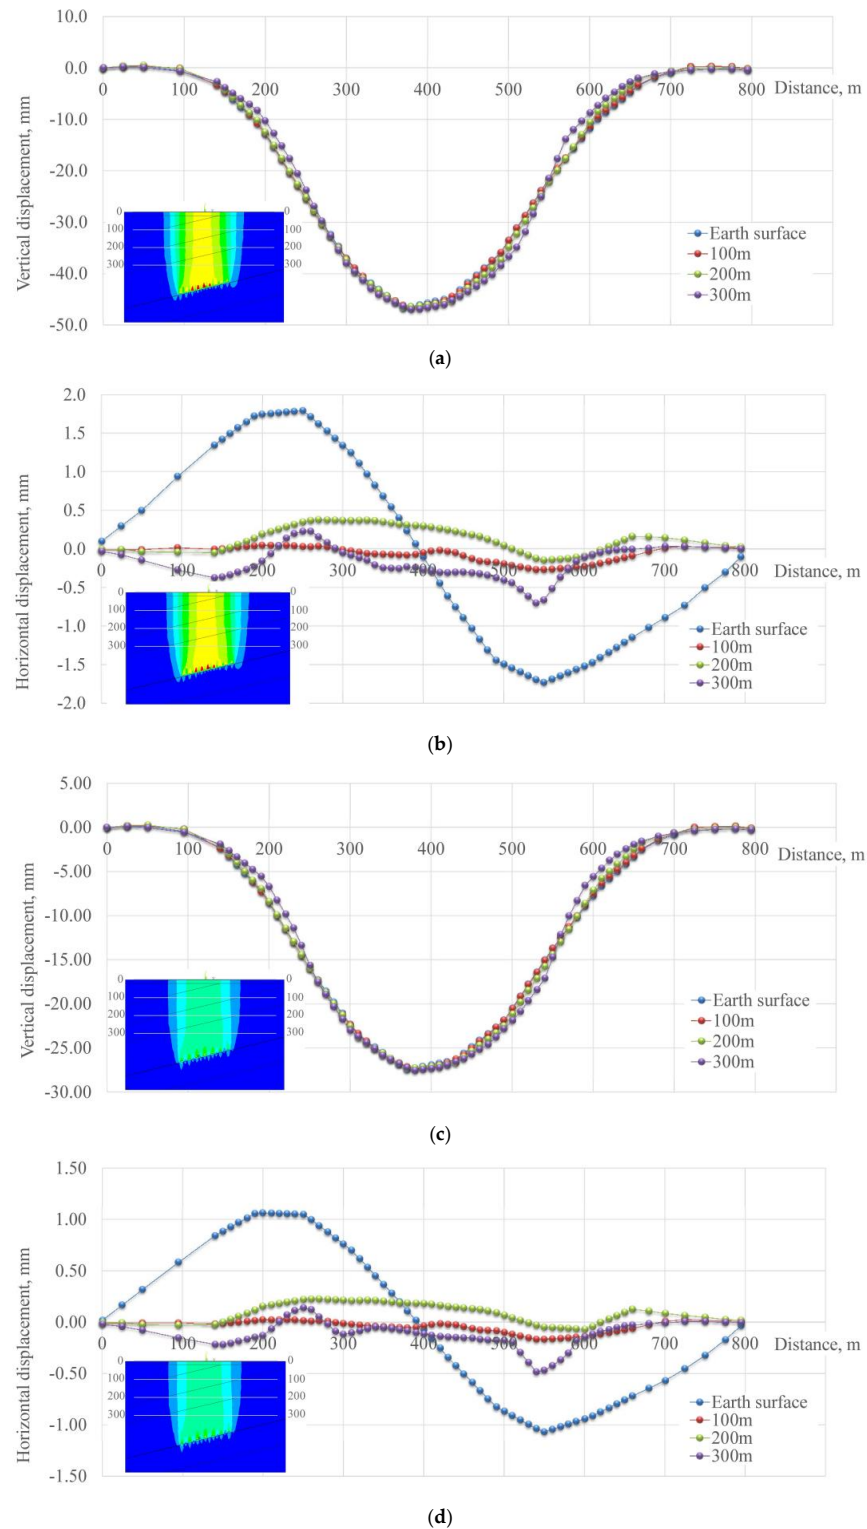 10.0
0.0
-10.0
-20.0
-30.0
-40.0
-50.0
Vertical displacement, mm
0 100 200 300 400 500 600 700 800
Distance, m
0 0
100 100
200 200
300 300
Earth surface
100m
200m
300m
(a)
2.0
1.5
1.0
0.5
0.0
-0.5
-1.0
-1.5
-2.0
Horizontal displacement, mm
0 100 200 300 400 500 600 700 800
Distance, m
0 0
100 100
200 200
300 300
Earth surface
100m
200m
300m
(b)
5.00
0.00
-5.00
-10.00
-15.00
-20.00
-25.00
-30.00
Vertical displacement, mm
0 100 200 300 400 500 600 700 800
Distance, m
0 0
100 100
200 200
300 300
Earth surface
100m
200m
300m
(c)
1.50
1.00
0.50
0.00
-0.50
-1.00
-1.50
Horizontal displacement, mm
0 100 200 300 400 500 600 700 800
Distance, m
0 0
100 100
200 200
300 300
Earth surface
100m
200m
300m
(d)